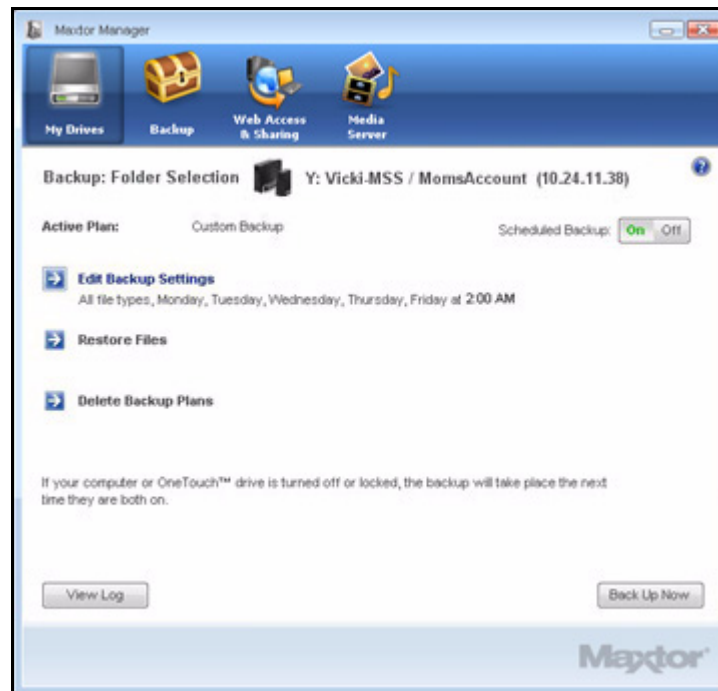 Maxtor Manager
My Drives
Backup
Web Access
& Sharing
Media
Server
Backup: Folder Selection
Y: Vicki-MSS / MomsAccount (10.24.11.38)
Active Plan: Custom Backup
Scheduled Backup: On Off
Edit Backup Settings
All file types, Monday, Tuesday, Wednesday, Thursday, Friday at 2:00 AM
Restore Files
Delete Backup Plans
If your computer or OneTouch™ drive is turned off or locked, the backup will take place the next
time they are both on.
View Log
Back Up Now
Maxtor